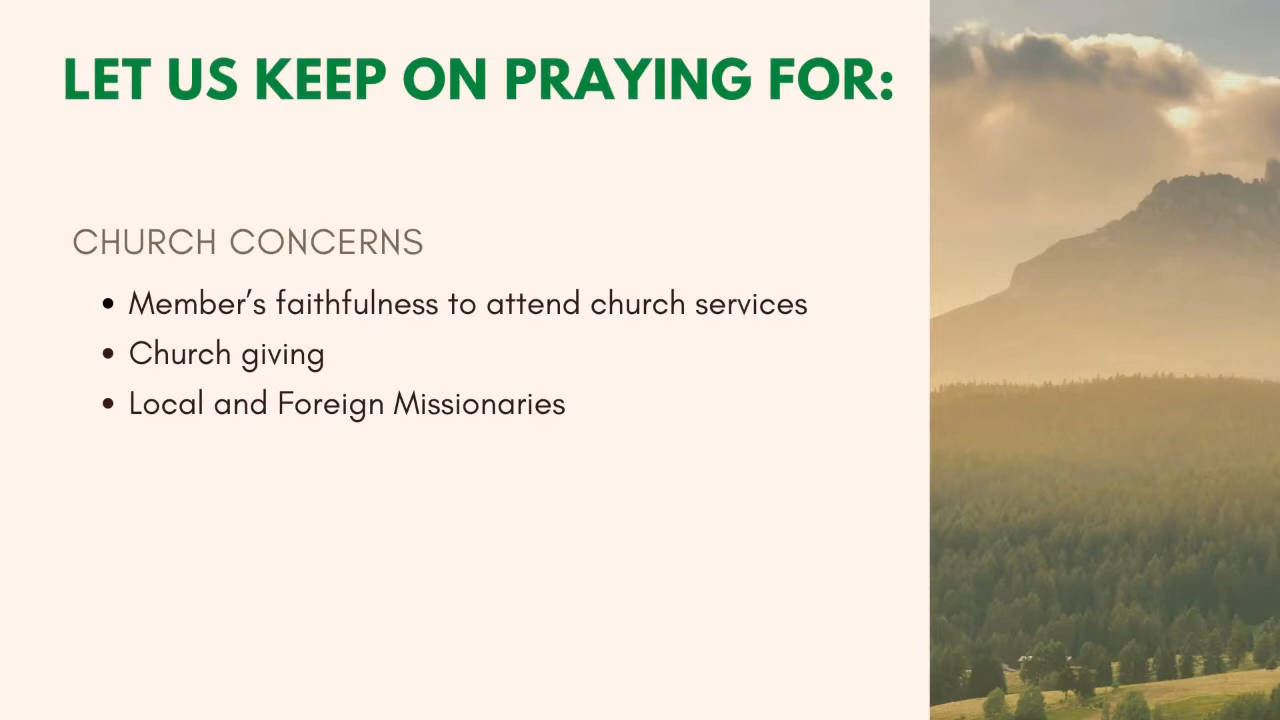 LET US KEEP ON PRAYING FOR:
CHURCH CONCERNS
• Member’s faithfulness to attend church services
• Church giving
• Local and Foreign Missionaries